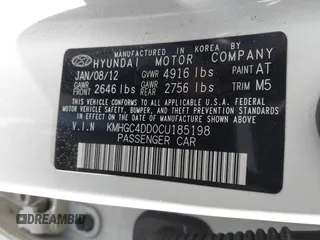 MANUFACTURED IN KOREA BY
HYUNDAI MOTOR COMPANY
JAN/08/12 GVWR 4916 lbs PAINT AT
GAWR FRONT 2646 lbs GAWR REAR 2756 lbs TRIM M5
THIS VEHICLE CONFORMS TO ALL APPLICABLE
FEDERAL MOTOR VEHICLE SAFETY, BUMPER, AND
THEFT PREVENTION STANDARDS IN EFFECT ON
THE DATE OF MANUFACTURE SHOWN ABOVE.
V.I.N KMHGC4DD0CU185198
PASSENGER CAR
DREAMBID